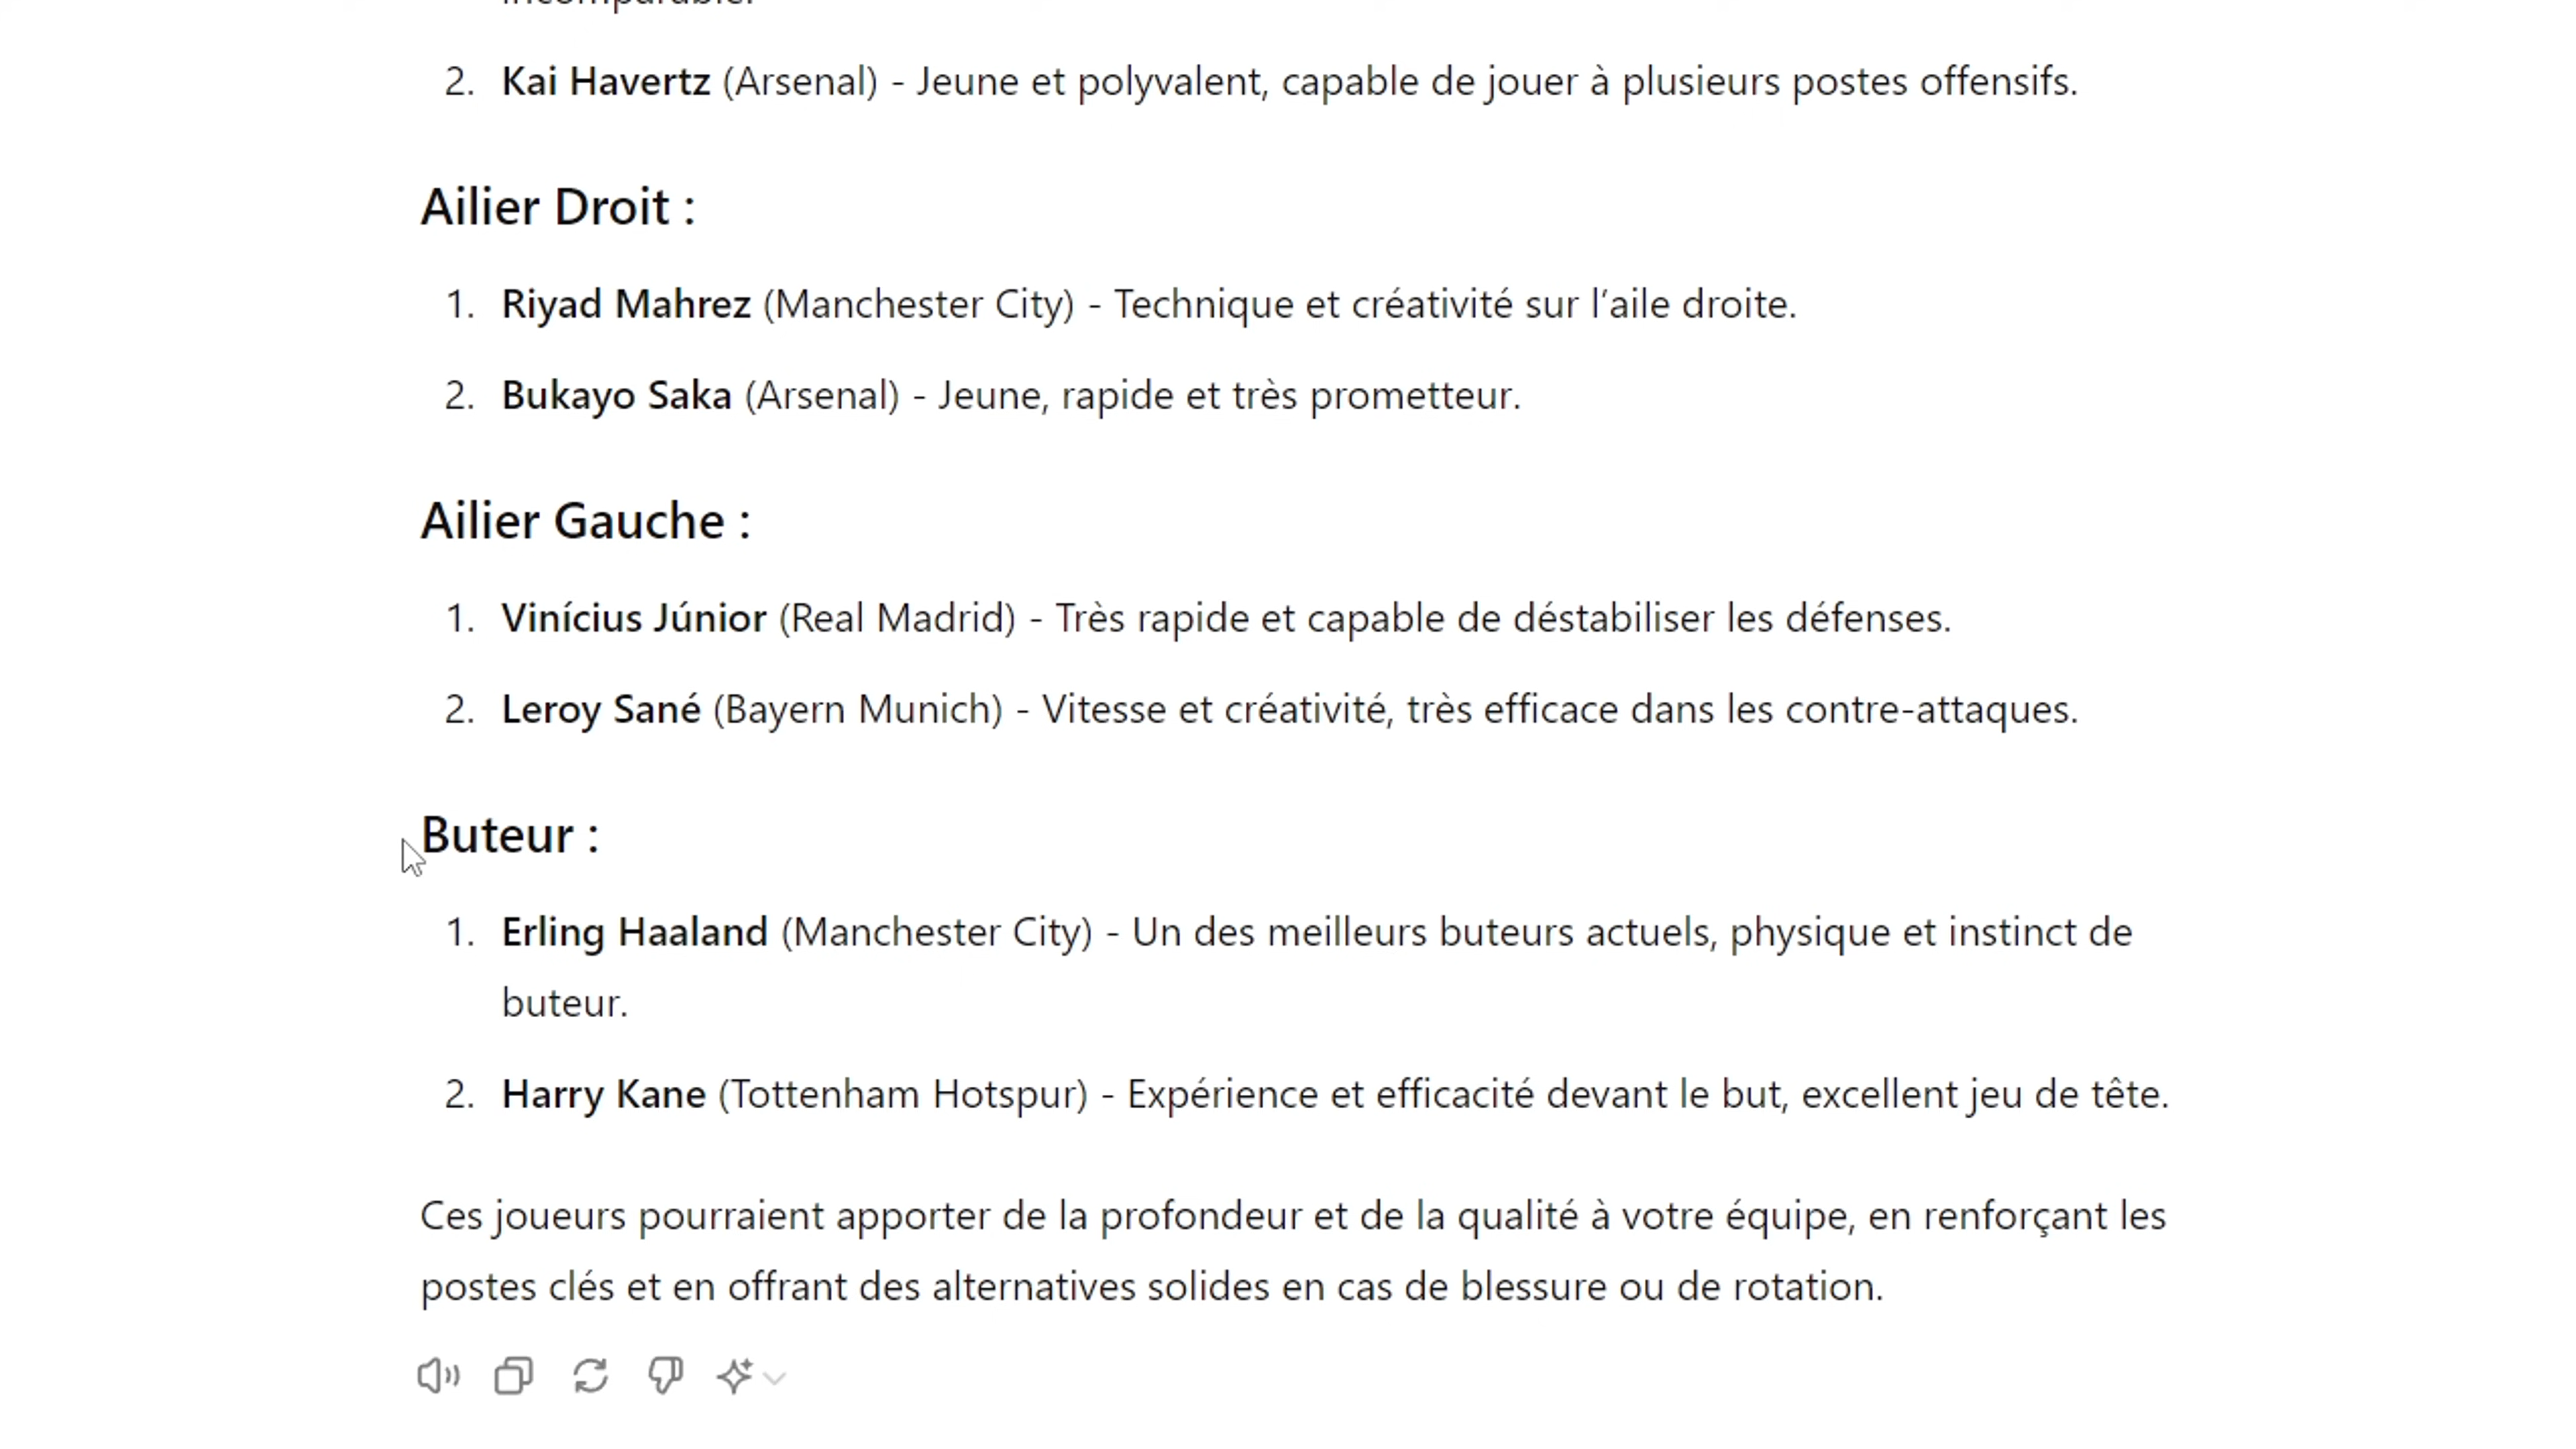 2. Kai Havertz (Arsenal) - Jeune et polyvalent, capable de jouer à plusieurs postes offensifs.
Ailier Droit :
1. Riyad Mahrez (Manchester City) - Technique et créativité sur l’aile droite.
2. Bukayo Saka (Arsenal) - Jeune, rapide et très prometteur.
Ailier Gauche :
1. Vinícius Júnior (Real Madrid) - Très rapide et capable de déstabiliser les défenses.
2. Leroy Sané (Bayern Munich) - Vitesse et créativité, très efficace dans les contre-attaques.
Buteur :
1. Erling Haaland (Manchester City) - Un des meilleurs buteurs actuels, physique et instinct de
buteur.
2. Harry Kane (Tottenham Hotspur) - Expérience et efficacité devant le but, excellent jeu de tête.
Ces joueurs pourraient apporter de la profondeur et de la qualité à votre équipe, en renforçant les
postes clés et en offrant des alternatives solides en cas de blessure ou de rotation.